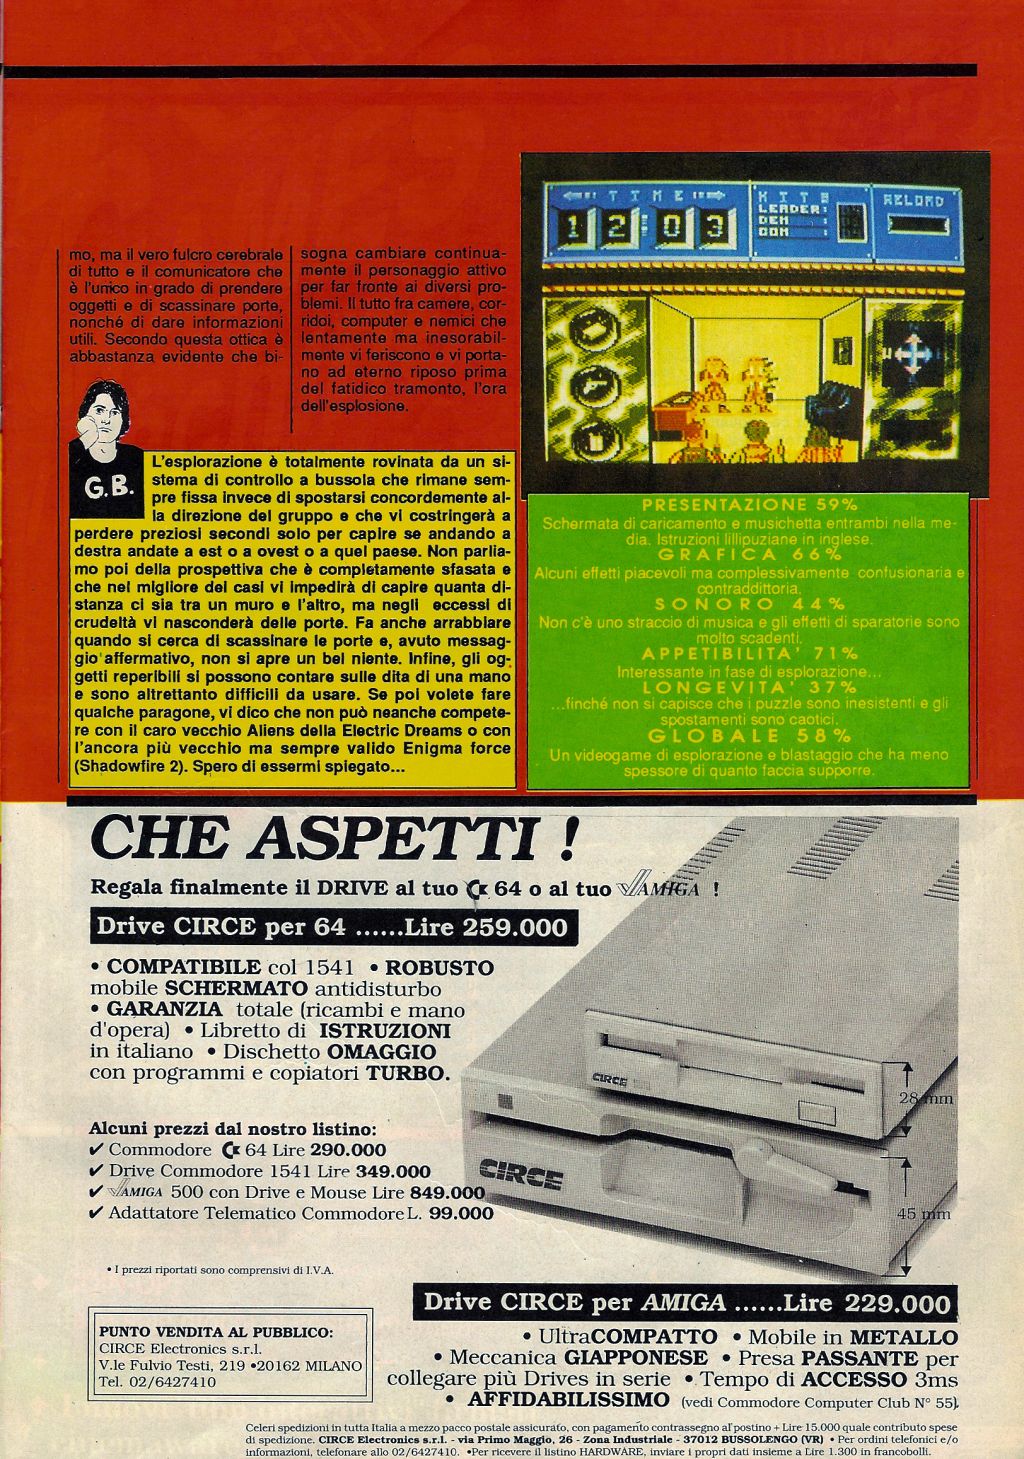 mo, ma il vero fulcro cerebrale
di tutto e il comunicatore che
è l'unico in grado di prendere
oggetti e di scassinare porte,
nonché di dare informazioni
utili. Secondo questa ottica è
abbastanza evidente che bi-
sogna cambiare continua-
mente il personaggio attivo
per far fronte ai diversi pro-
blemi. Il tutto fra camere, cor-
ridoi, computer e nemici che
lentamente ma inesorabil-
mente vi feriscono e vi porta-
no ad eterno riposo prima
del fatidico tramonto, l'ora
dell'esplosione.
TIME
12:03
HITS
LEADER:
DEM :
COM :
RELOAD
N
G.B.
L'esplorazione è totalmente rovinata da un si-
stema di controllo a bussola che rimane sem-
pre fissa invece di spostarsi concordemente al-
la direzione del gruppo e che vi costringerà a
perdere preziosi secondi solo per capire se andando a
destra andate a est o a ovest o a quel paese. Non parlia-
mo poi della prospettiva che è completamente sfasata e
che nel migliore dei casi vi impedirà di capire quanta di-
stanza ci sia tra un muro e l'altro, ma negli eccessi di
crudeltà vi nasconderà delle porte. Fa anche arrabbiare
quando si cerca di scassinare le porte e, avuto messag-
gio affermativo, non si apre un bel niente. Infine, gli og-
getti reperibili si possono contare sulle dita di una mano
e sono altrettanto difficili da usare. Se poi volete fare
qualche paragone, vi dico che non può neanche compete-
re con il caro vecchio Aliens della Electric Dreams o con
l'ancora più vecchio ma sempre valido Enigma force
(Shadowfire 2). Spero di essermi spiegato...
PRESENTAZIONE 59%
Schermata di caricamento e musichetta entrambi nella me-
dia. Istruzioni lillipuziane in inglese.
GRAFICA 66%
Alcuni effetti piacevoli ma complessivamente confusionaria e
contraddittoria.
SONORO 44%
Non c'è uno straccio di musica e gli effetti di sparatorie sono
molto scadenti.
APPETIBILITA' 71%
Interessante in fase di esplorazione...
LONGEVITA' 37%
...finché non si capisce che i puzzle sono inesistenti e gli
spostamenti sono caotici.
GLOBALE 58%
Un videogame di esplorazione e blastaggio che ha meno
spessore di quanto faccia supporre.
CHE ASPETTI !
Regala finalmente il DRIVE al tuo C 64 o al tuo AMIGA !
Drive CIRCE per 64 ......Lire 259.000
• COMPATIBILE col 1541 • ROBUSTO
mobile SCHERMATO antidisturbo
• GARANZIA totale (ricambi e mano
d'opera) • Libretto di ISTRUZIONI
in italiano • Dischetto OMAGGIO
con programmi e copiatori TURBO.
CIRCE
28 mm
CIRCE
45 mm
Alcuni prezzi dal nostro listino:
✔ Commodore C 64 Lire 290.000
✔ Drive Commodore 1541 Lire 349.000
✔ AMIGA 500 con Drive e Mouse Lire 849.000
✔ Adattatore Telematico Commodore L. 99.000
• I prezzi riportati sono comprensivi di I.V.A.
PUNTO VENDITA AL PUBBLICO:
CIRCE Electronics s.r.l.
V.le Fulvio Testi, 219 •20162 MILANO
Tel. 02/6427410
Drive CIRCE per AMIGA ......Lire 229.000
• UltraCOMPATTO • Mobile in METALLO
• Meccanica GIAPPONESE • Presa PASSANTE per
collegare più Drives in serie • Tempo di ACCESSO 3ms
• AFFIDABILISSIMO (vedi Commodore Computer Club N° 55).
Celeri spedizioni in tutta Italia a mezzo pacco postale assicurato, con pagamento contrassegno al postino + Lire 15.000 quale contributo spese
di spedizione. CIRCE Electronics s.r.l. - via Primo Maggio, 26 - Zona Industriale - 37012 BUSSOLENGO (VR) • Per ordini telefonici e/o
informazioni, telefonare allo 02/6427410. •Per ricevere il listino HARDWARE, inviare i propri dati insieme a Lire 1.300 in francobolli.